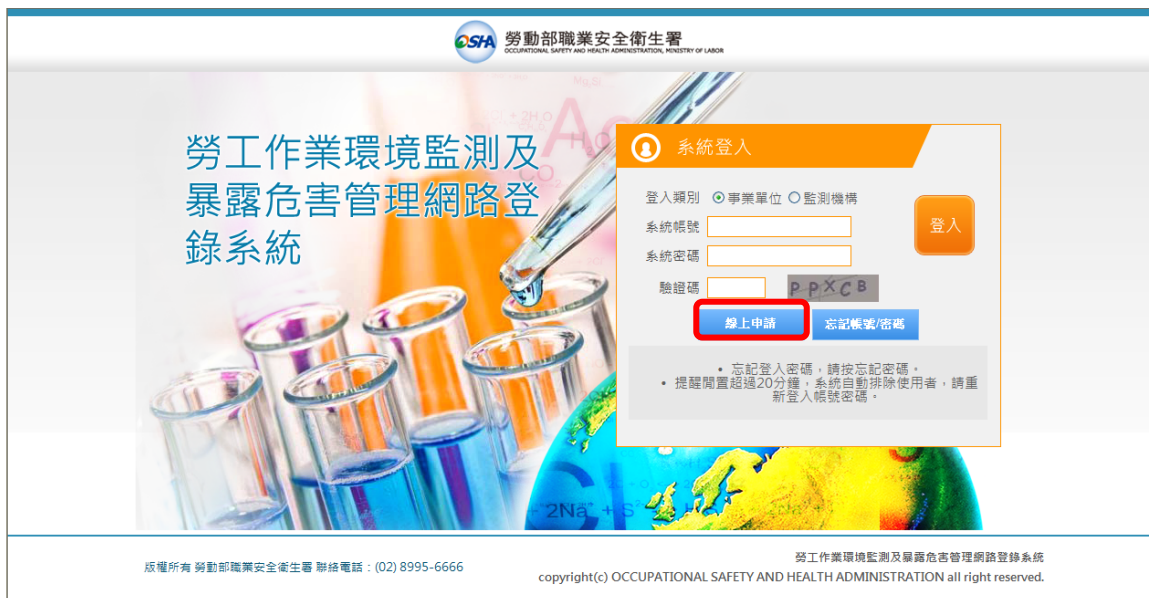 OSHA 勞動部職業安全衛生署
OCCUPATIONAL SAFETY AND HEALTH ADMINISTRATION, MINISTRY OF LABOR
勞工作業環境監測及
暴露危害管理網路登
錄系統
系統登入
登入類別 事業單位 監測機構
系統帳號
登入
系統密碼
驗證碼 PPXCB
線上申請 忘記帳號/密碼
• 忘記登入密碼，請按忘記密碼。
• 提醒閒置超過20分鐘，系統自動排除使用者，請重
新登入帳號密碼。
Mg,Si
2H₂O
H₂O
CO₂
2Na⁺ + S
版權所有 勞動部職業安全衛生署 聯絡電話：(02) 8995-6666
勞工作業環境監測及暴露危害管理網路登錄系統
copyright(c) OCCUPATIONAL SAFETY AND HEALTH ADMINISTRATION all right reserved.